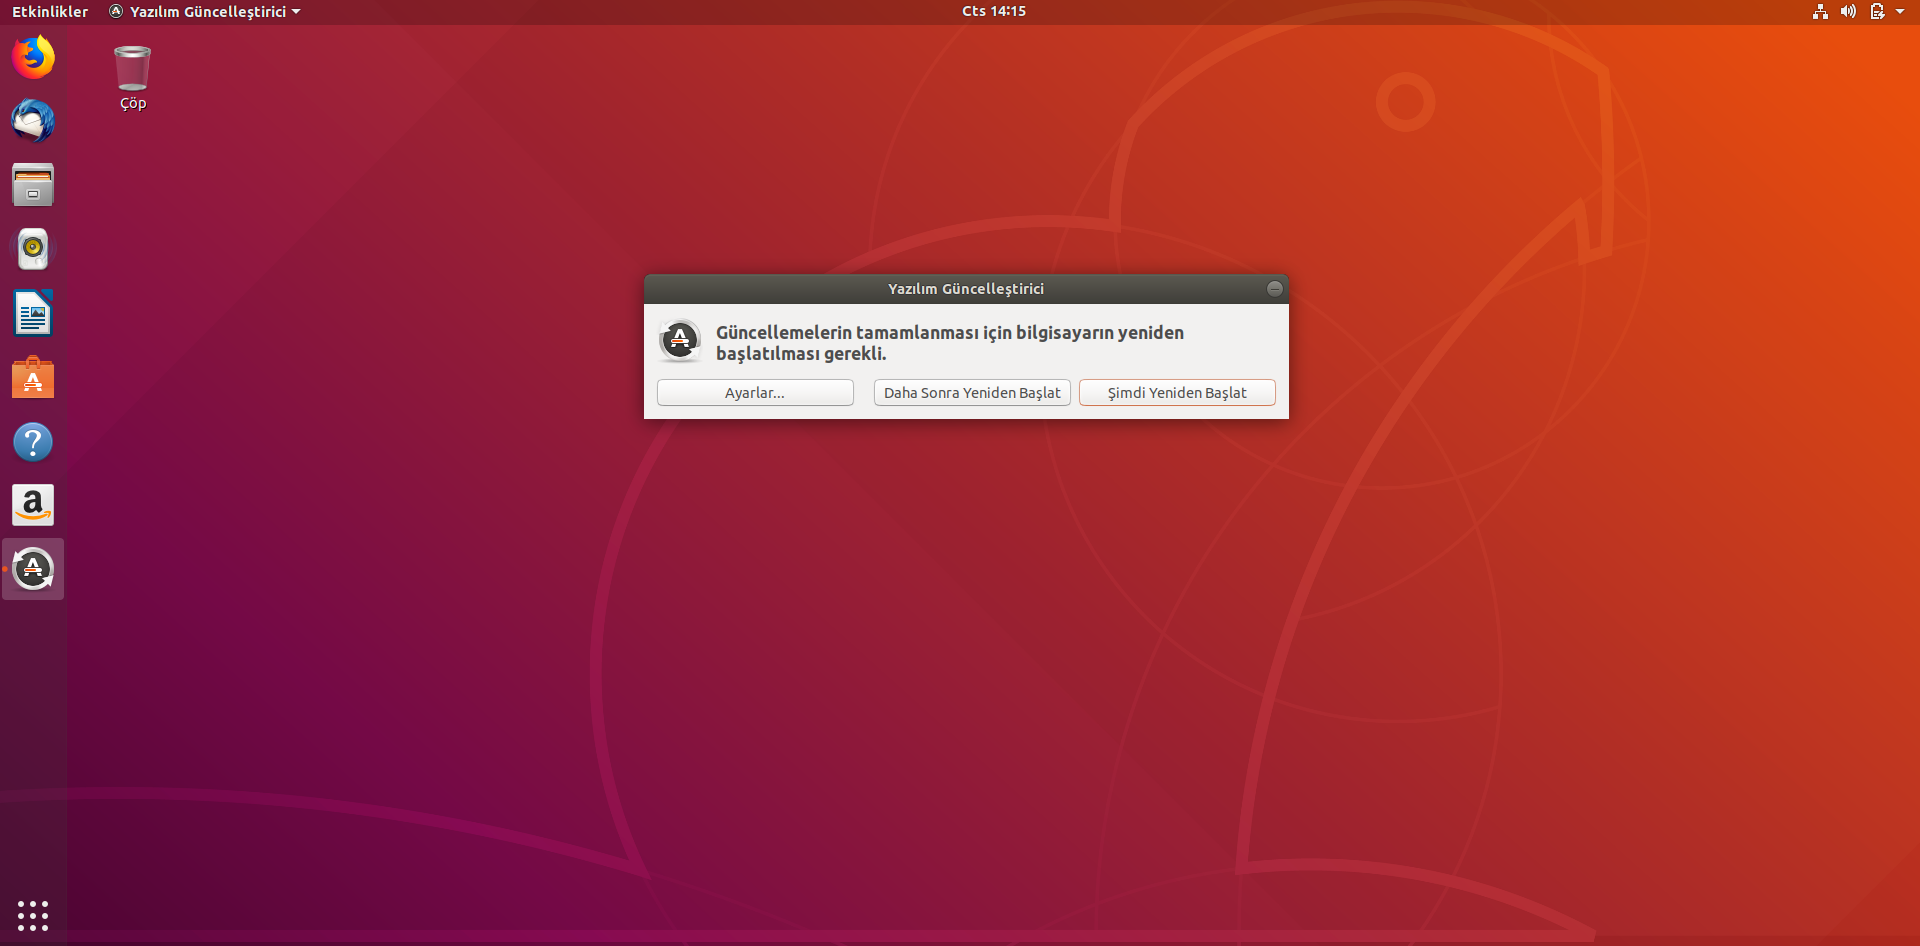 Etkinlikler
Yazılım Güncelleştirici
Cts 14:15
Çöp
Yazılım Güncelleştirici
Güncellemelerin tamamlanması için bilgisayarın yeniden
başlatılması gerekli.
Ayarlar...
Daha Sonra Yeniden Başlat
Şimdi Yeniden Başlat